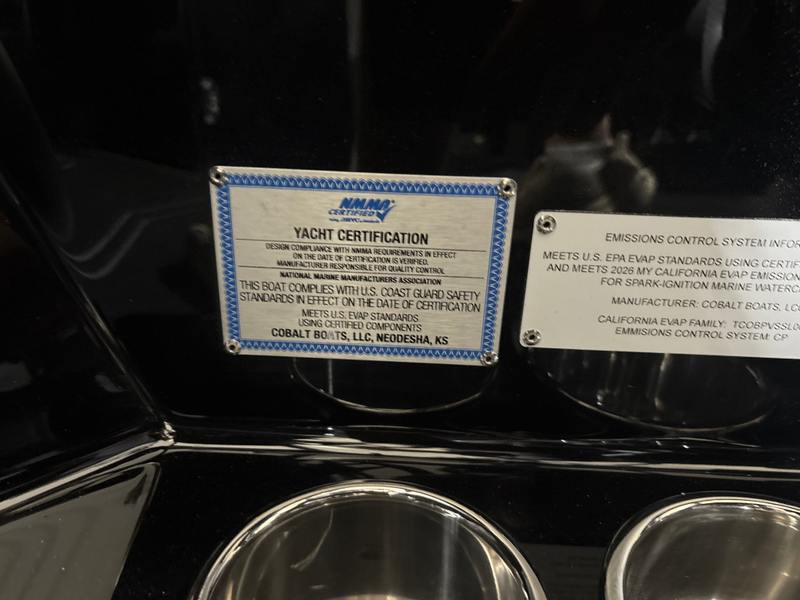 NMMA
CERTIFIED
YACHT CERTIFICATION
DESIGN COMPLIANCE WITH NMMA REQUIREMENTS IN EFFECT
ON THE DATE OF CERTIFICATION IS VERIFIED.
MANUFACTURER RESPONSIBLE FOR QUALITY CONTROL
NATIONAL MARINE MANUFACTURERS ASSOCIATION
THIS BOAT COMPLIES WITH U.S. COAST GUARD SAFETY
STANDARDS IN EFFECT ON THE DATE OF CERTIFICATION
MEETS U.S. EVAP STANDARDS
USING CERTIFIED COMPONENTS
COBALT BOATS, LLC, NEODESHA, KS
EMISSIONS CONTROL SYSTEM INFOR
MEETS U.S. EPA EVAP STANDARDS USING CERTIF
AND MEETS 2026 MY CALIFORNIA EVAP EMISSION
FOR SPARK-IGNITION MARINE WATERC
MANUFACTURER: COBALT BOATS, LLC
CALIFORNIA EVAP FAMILY: TCOBPVSSL00
EMMISIONS CONTROL SYSTEM: CP